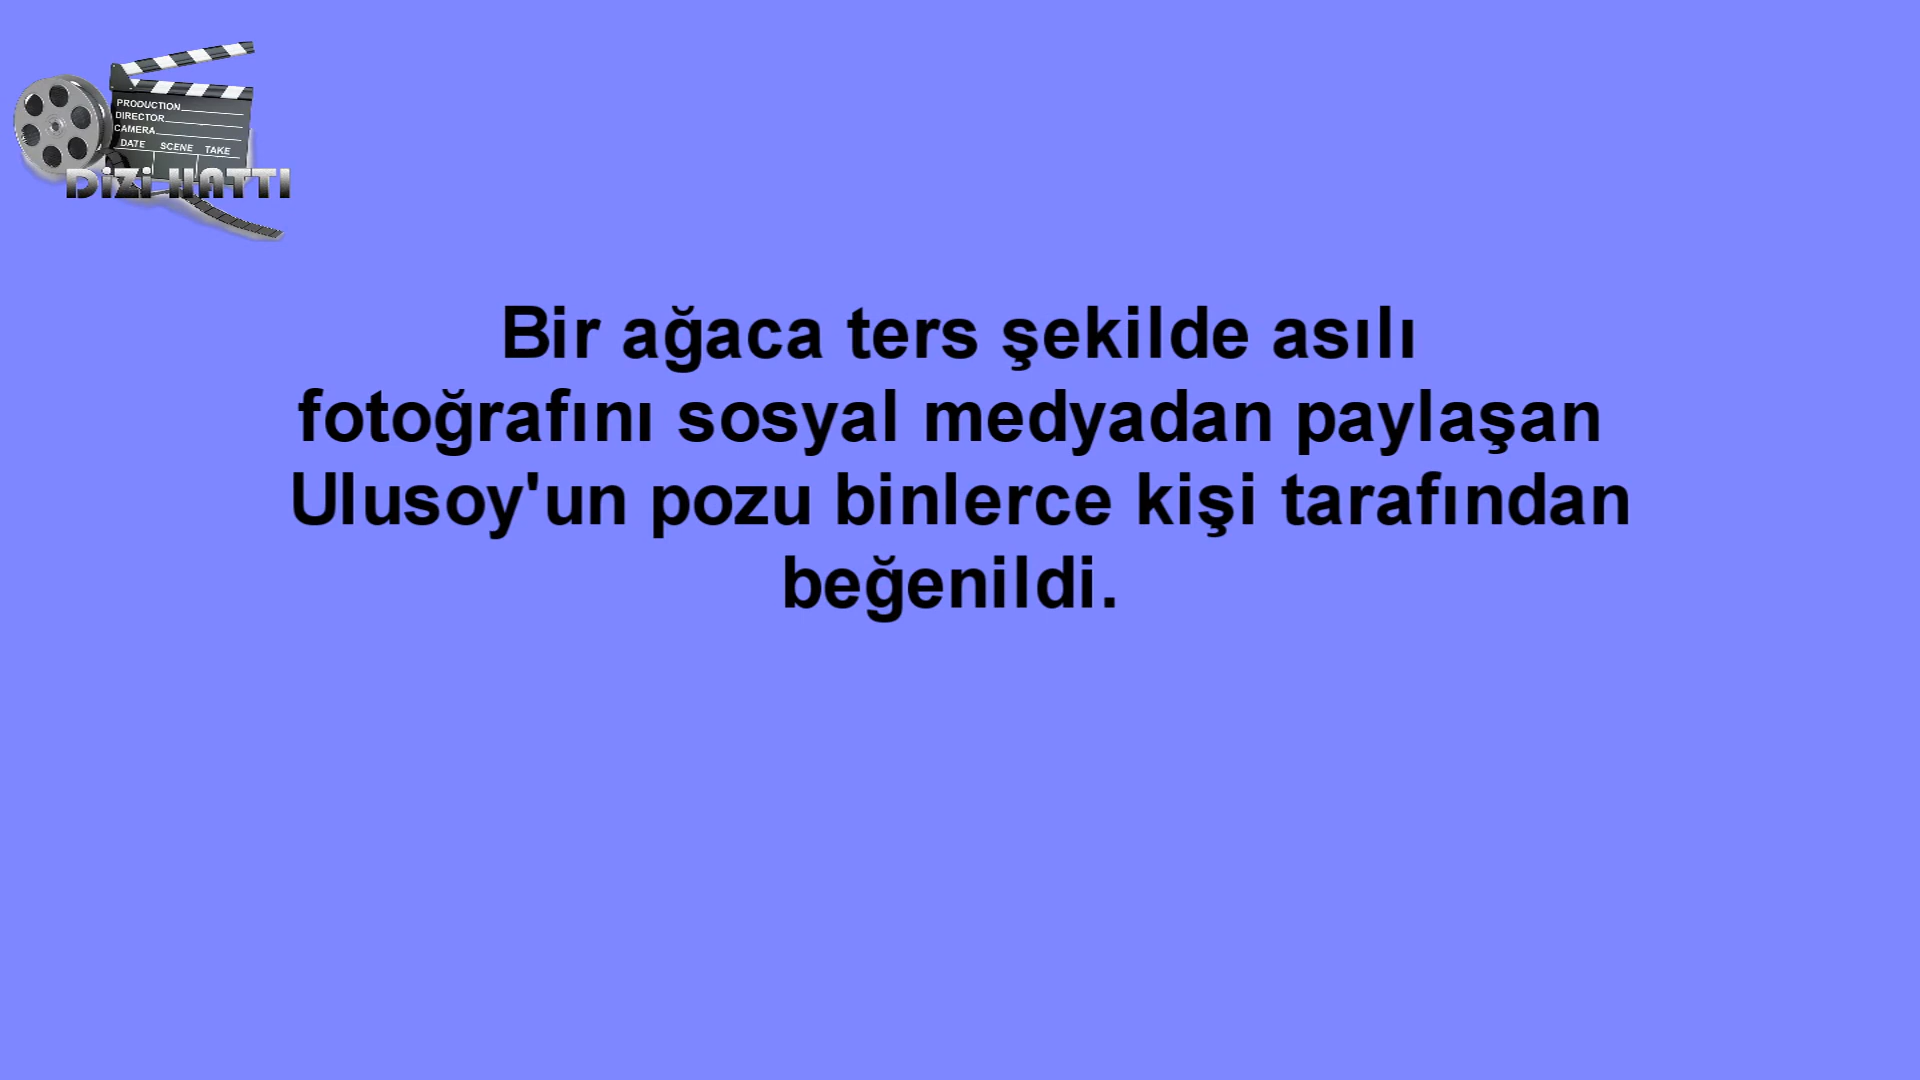 PRODUCTION
DIRECTOR
CAMERA
DATE SCENE TAKE
DİZİ HATTI
Bir ağaca ters şekilde asılı
fotoğrafını sosyal medyadan paylaşan
Ulusoy'un pozu binlerce kişi tarafından
beğenildi.